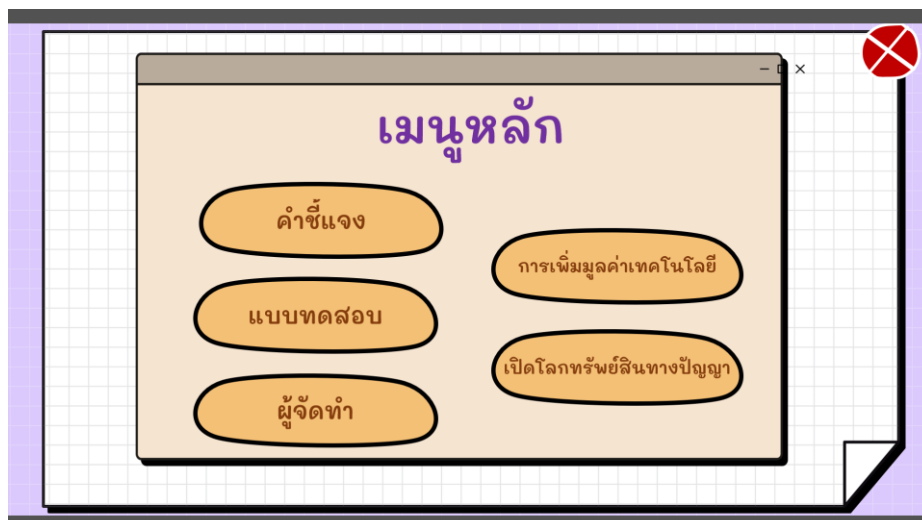 เมนูหลัก
คำชี้แจง
แบบทดสอบ
ผู้จัดทำ
การเพิ่มมูลค่าเทคโนโลยี
เปิดโลกทรัพย์สินทางปัญญา